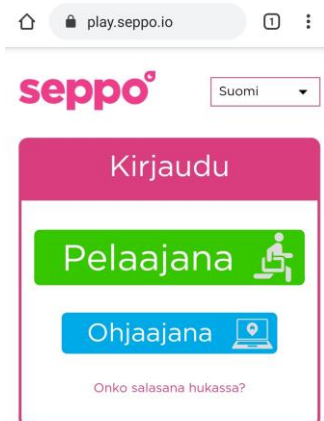 play.seppo.io
1
seppo
Suomi
Kirjaudu
Pelaajana
Ohjaajana
Onko salasana hukassa?